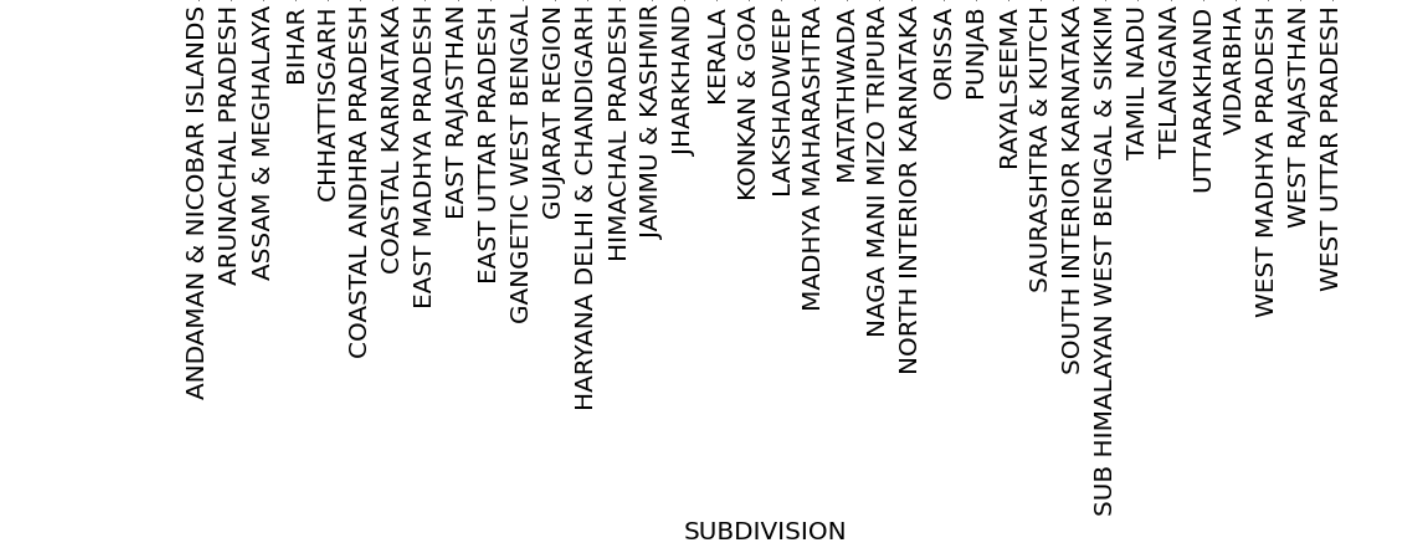 ANDAMAN & NICOBAR ISLANDS
ARUNACHAL PRADESH
ASSAM & MEGHALAYA
BIHAR
CHHATTISGARH
COASTAL ANDHRA PRADESH
COASTAL KARNATAKA
EAST MADHYA PRADESH
EAST RAJASTHAN
EAST UTTAR PRADESH
GANGETIC WEST BENGAL
GUJARAT REGION
HARYANA DELHI & CHANDIGARH
HIMACHAL PRADESH
JAMMU & KASHMIR
JHARKHAND
KERALA
KONKAN & GOA
LAKSHADWEEP
MADHYA MAHARASHTRA
MATATHWADA
NAGA MANI MIZO TRIPURA
NORTH INTERIOR KARNATAKA
ORISSA
PUNJAB
RAYALSEEMA
SAURASHTRA & KUTCH
SOUTH INTERIOR KARNATAKA
SUB HIMALAYAN WEST BENGAL & SIKKIM
TAMIL NADU
TELANGANA
UTTARAKHAND
VIDARBHA
WEST MADHYA PRADESH
WEST RAJASTHAN
WEST UTTAR PRADESH
SUBDIVISION